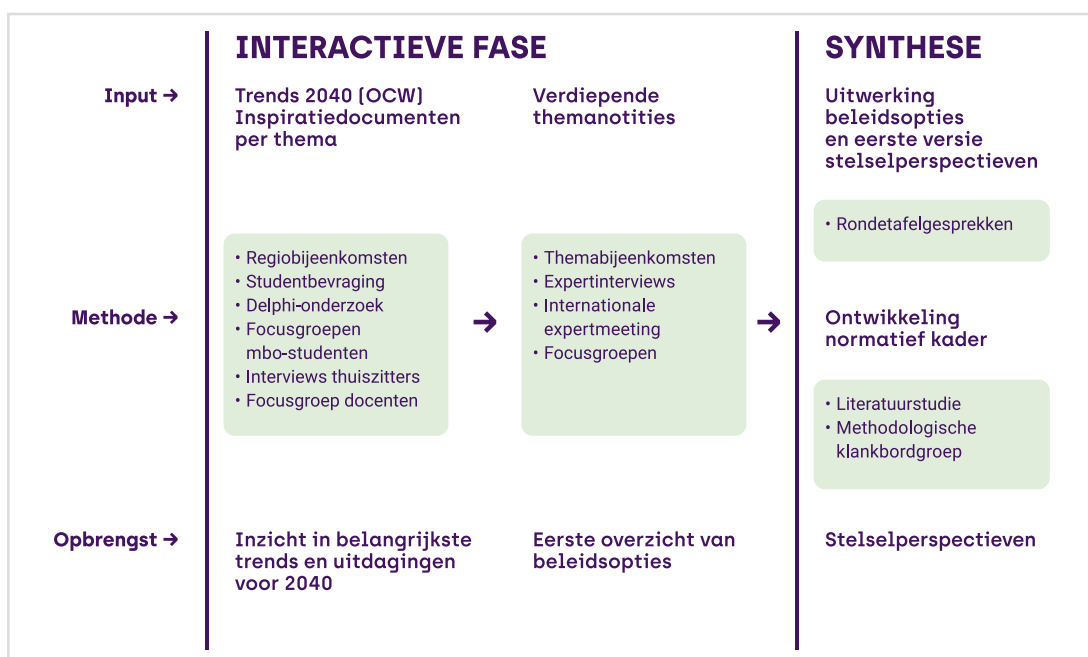 INTERACTIEVE FASE
SYNTHESE
Input →
Trends 2040 (OCW)
Inspiratiedocumenten
per thema
Verdiepende
themanotities
Uitwerking
beleidsopties
en eerste versie
stelselperspectieven
• Rondetafelgesprekken
Methode →
• Regiobijeenkomsten
• Studentbevraging
• Delphi-onderzoek
• Focusgroepen
mbo-studenten
• Interviews thuiszitters
• Focusgroep docenten
→
• Themabijeenkomsten
• Expertinterviews
• Internationale
expertmeeting
• Focusgroepen
→
Ontwikkeling
normatief kader
• Literatuurstudie
• Methodologische
klankbordgroep
Opbrengst →
Inzicht in belangrijkste
trends en uitdagingen
voor 2040
Eerste overzicht van
beleidsopties
Stelselperspectieven